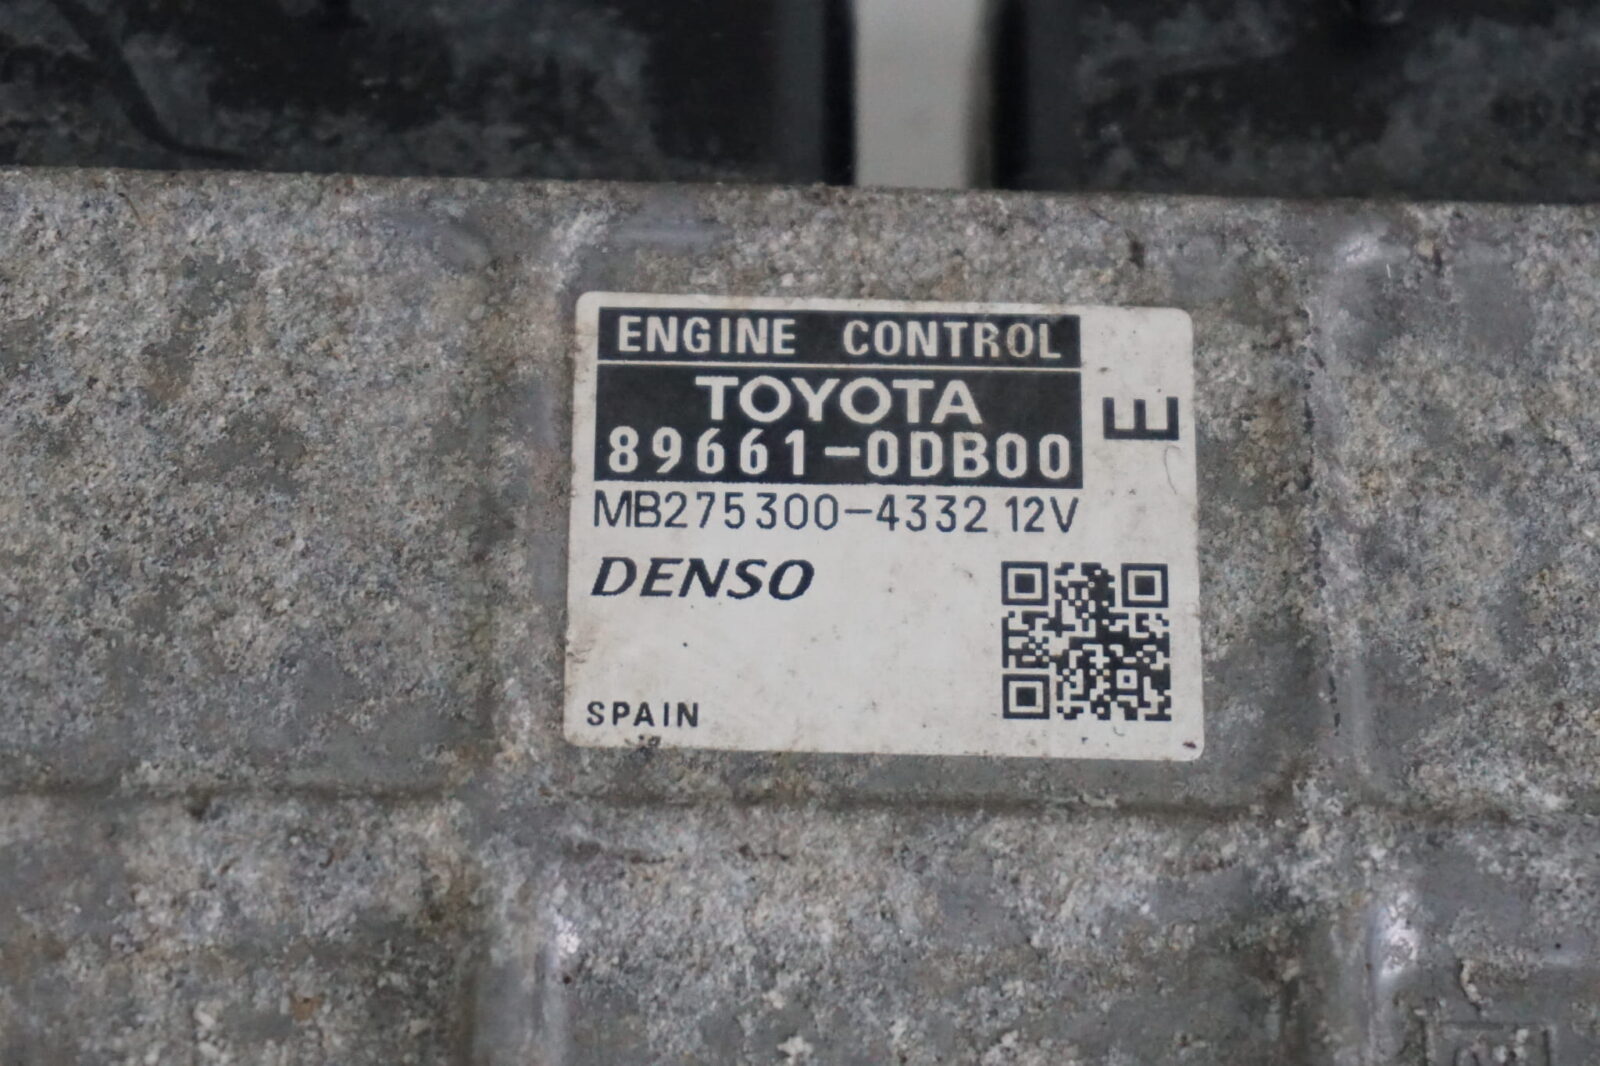 ENGINE CONTROL
TOYOTA
89661-0DB00
E
MB275300-4332 12V
DENSO
SPAIN